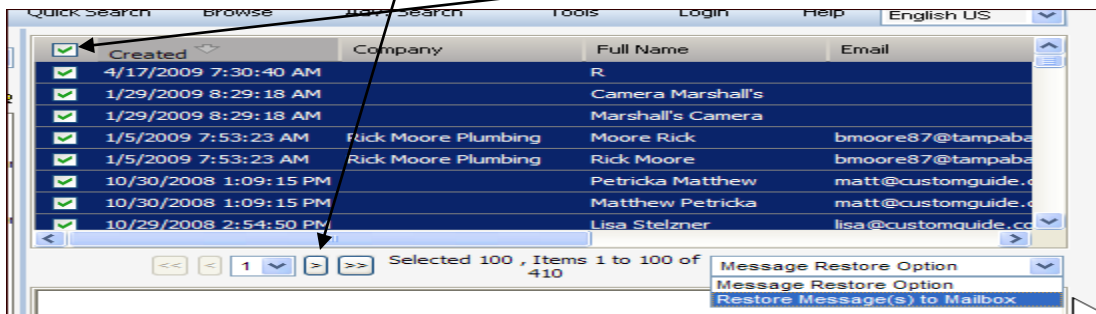 Quick Search Browse Adv. Search Tools Login Help English US
Created Company Full Name Email
4/17/2009 7:30:40 AM R
1/29/2009 8:29:18 AM Camera Marshall's
1/29/2009 8:29:18 AM Marshall's Camera
1/5/2009 7:53:23 AM Rick Moore Plumbing Moore Rick bmoore87@tampaba
1/5/2009 7:53:23 AM Rick Moore Plumbing Rick Moore bmoore87@tampaba
10/30/2008 1:09:15 PM Petricka Matthew matt@customguide.c
10/30/2008 1:09:15 PM Matthew Petricka matt@customguide.c
10/29/2008 2:54:50 PM Lisa Stelzner lisa@customguide.co
<< < 1 > >> Selected 100 , Items 1 to 100 of
410
Message Restore Option
Message Restore Option
Restore Message(s) to Mailbox